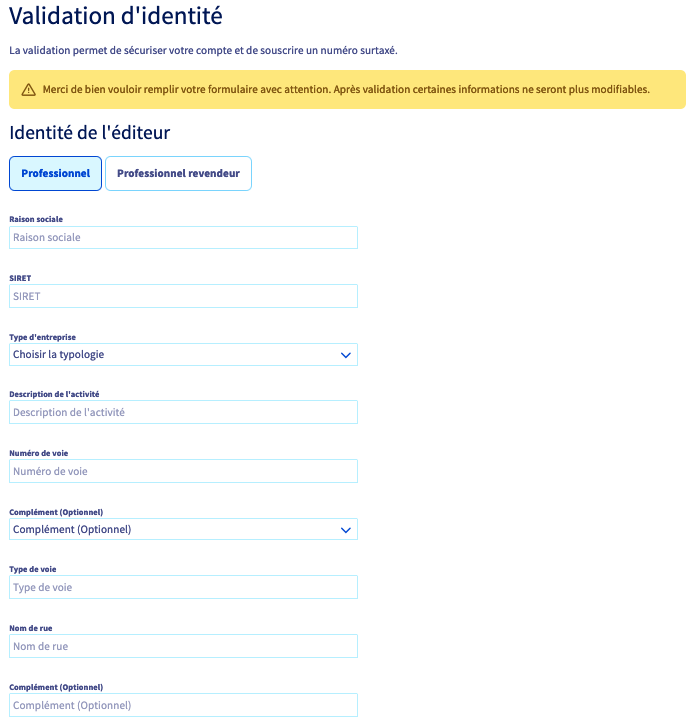 Validation d'identité
La validation permet de sécuriser votre compte et de souscrire un numéro surtaxé.
Merci de bien vouloir remplir votre formulaire avec attention. Après validation certaines informations ne seront plus modifiables.
Identité de l'éditeur
Professionnel
Professionnel revendeur
Raison sociale
Raison sociale
SIRET
SIRET
Type d'entreprise
Choisir la typologie
Description de l'activité
Description de l'activité
Numéro de voie
Numéro de voie
Complément (Optionnel)
Complément (Optionnel)
Type de voie
Type de voie
Nom de rue
Nom de rue
Complément (Optionnel)
Complément (Optionnel)